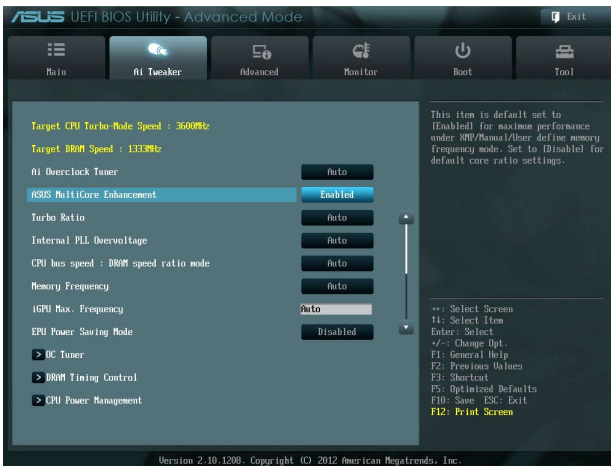 ASUS UEFI BIOS Utility - Advanced Mode
Exit
Main
Ai Tweaker
Advanced
Monitor
Boot
Tool
Target CPU Turbo-Mode Speed : 3600MHz
Target DRAM Speed : 1333MHz
Ai Overclock Tuner Auto
ASUS MultiCore Enhancement Enabled
Turbo Ratio Auto
Internal PLL Overvoltage Auto
CPU bus speed : DRAM speed ratio mode Auto
Memory Frequency Auto
iGPU Max. Frequency Auto
EPU Power Saving Mode Disabled
> OC Tuner
> DRAM Timing Control
> CPU Power Management
This item is default set to
[Enabled] for maximum performance
under XMP/Manual/User define memory
frequency mode. Set to [Disable] for
default core ratio settings.
→←: Select Screen
↑↓: Select Item
Enter: Select
+/-: Change Opt.
F1: General Help
F2: Previous Values
F3: Shortcut
F5: Optimized Defaults
F10: Save ESC: Exit
F12: Print Screen
Version 2.10.1208. Copyright (C) 2012 American Megatrends, Inc.